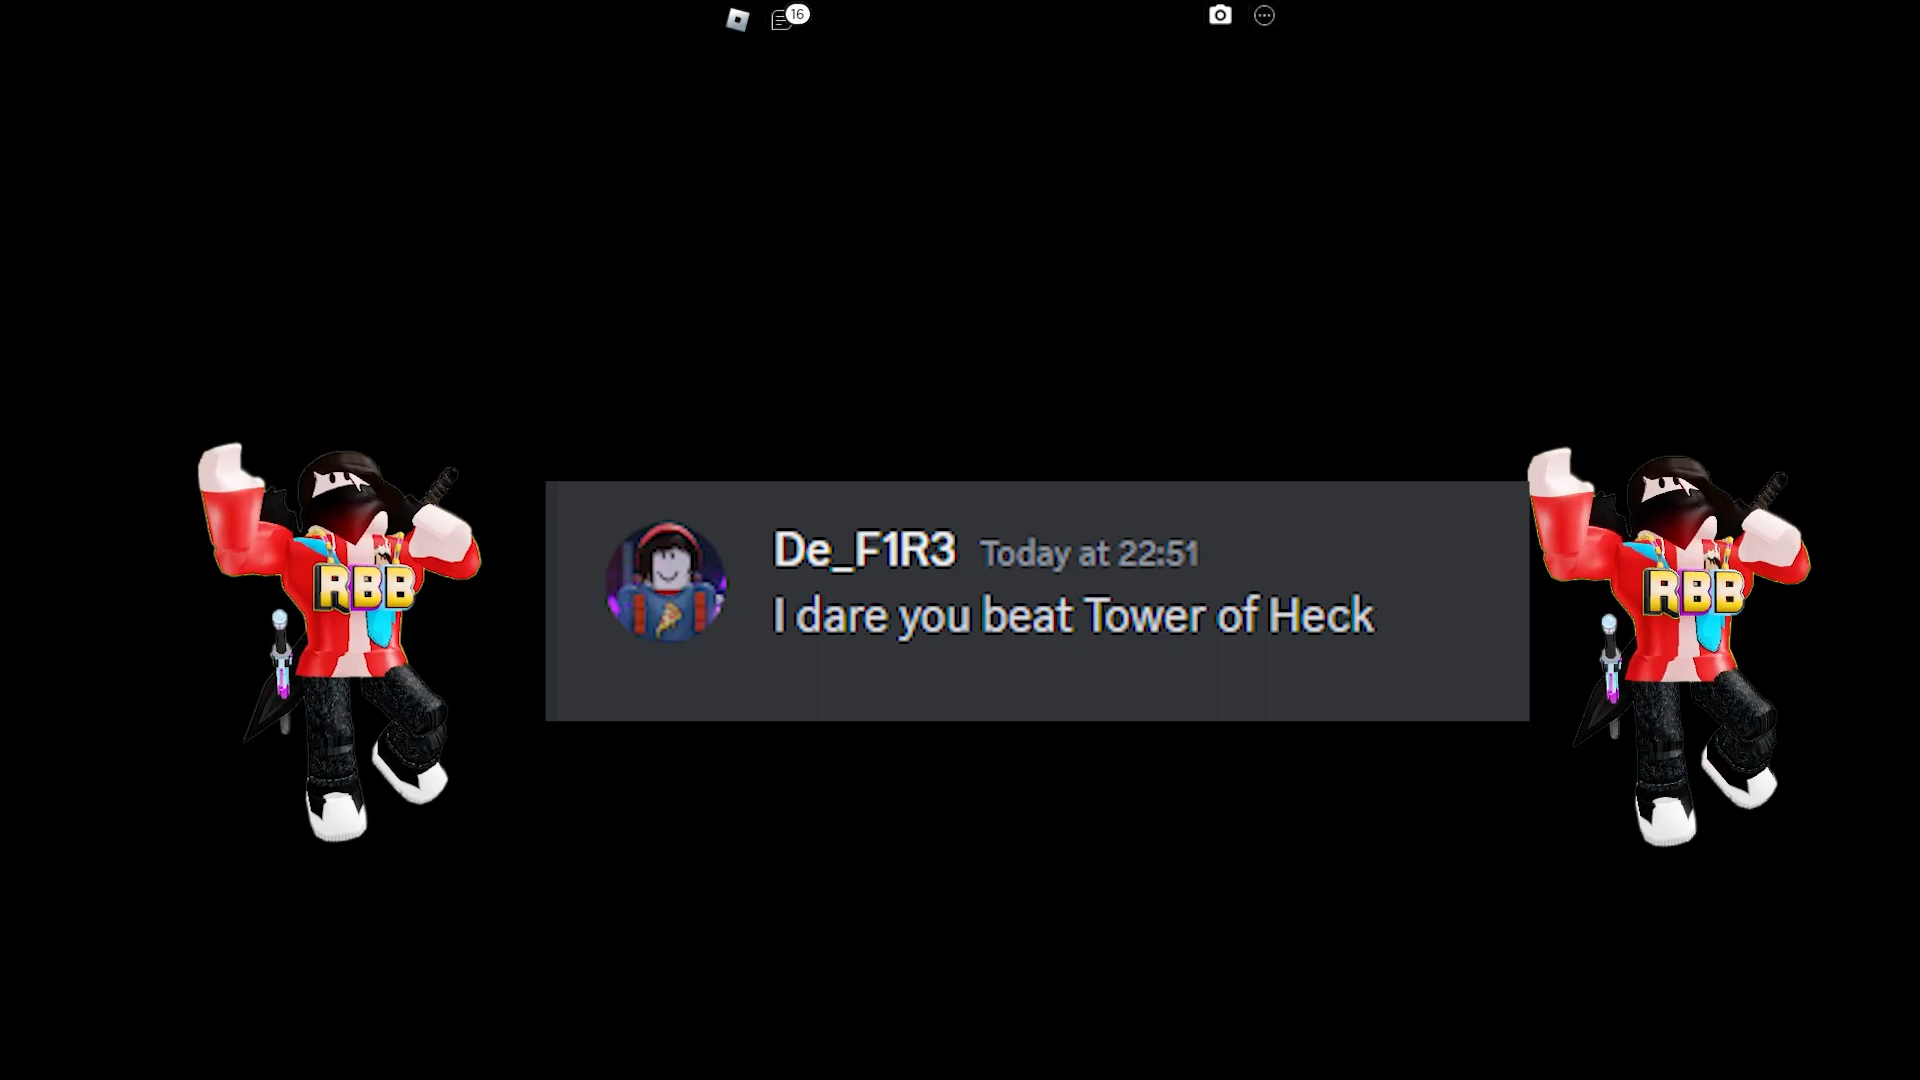 16
De_F1R3 Today at 22:51
I dare you beat Tower of Heck
RBB
RBB